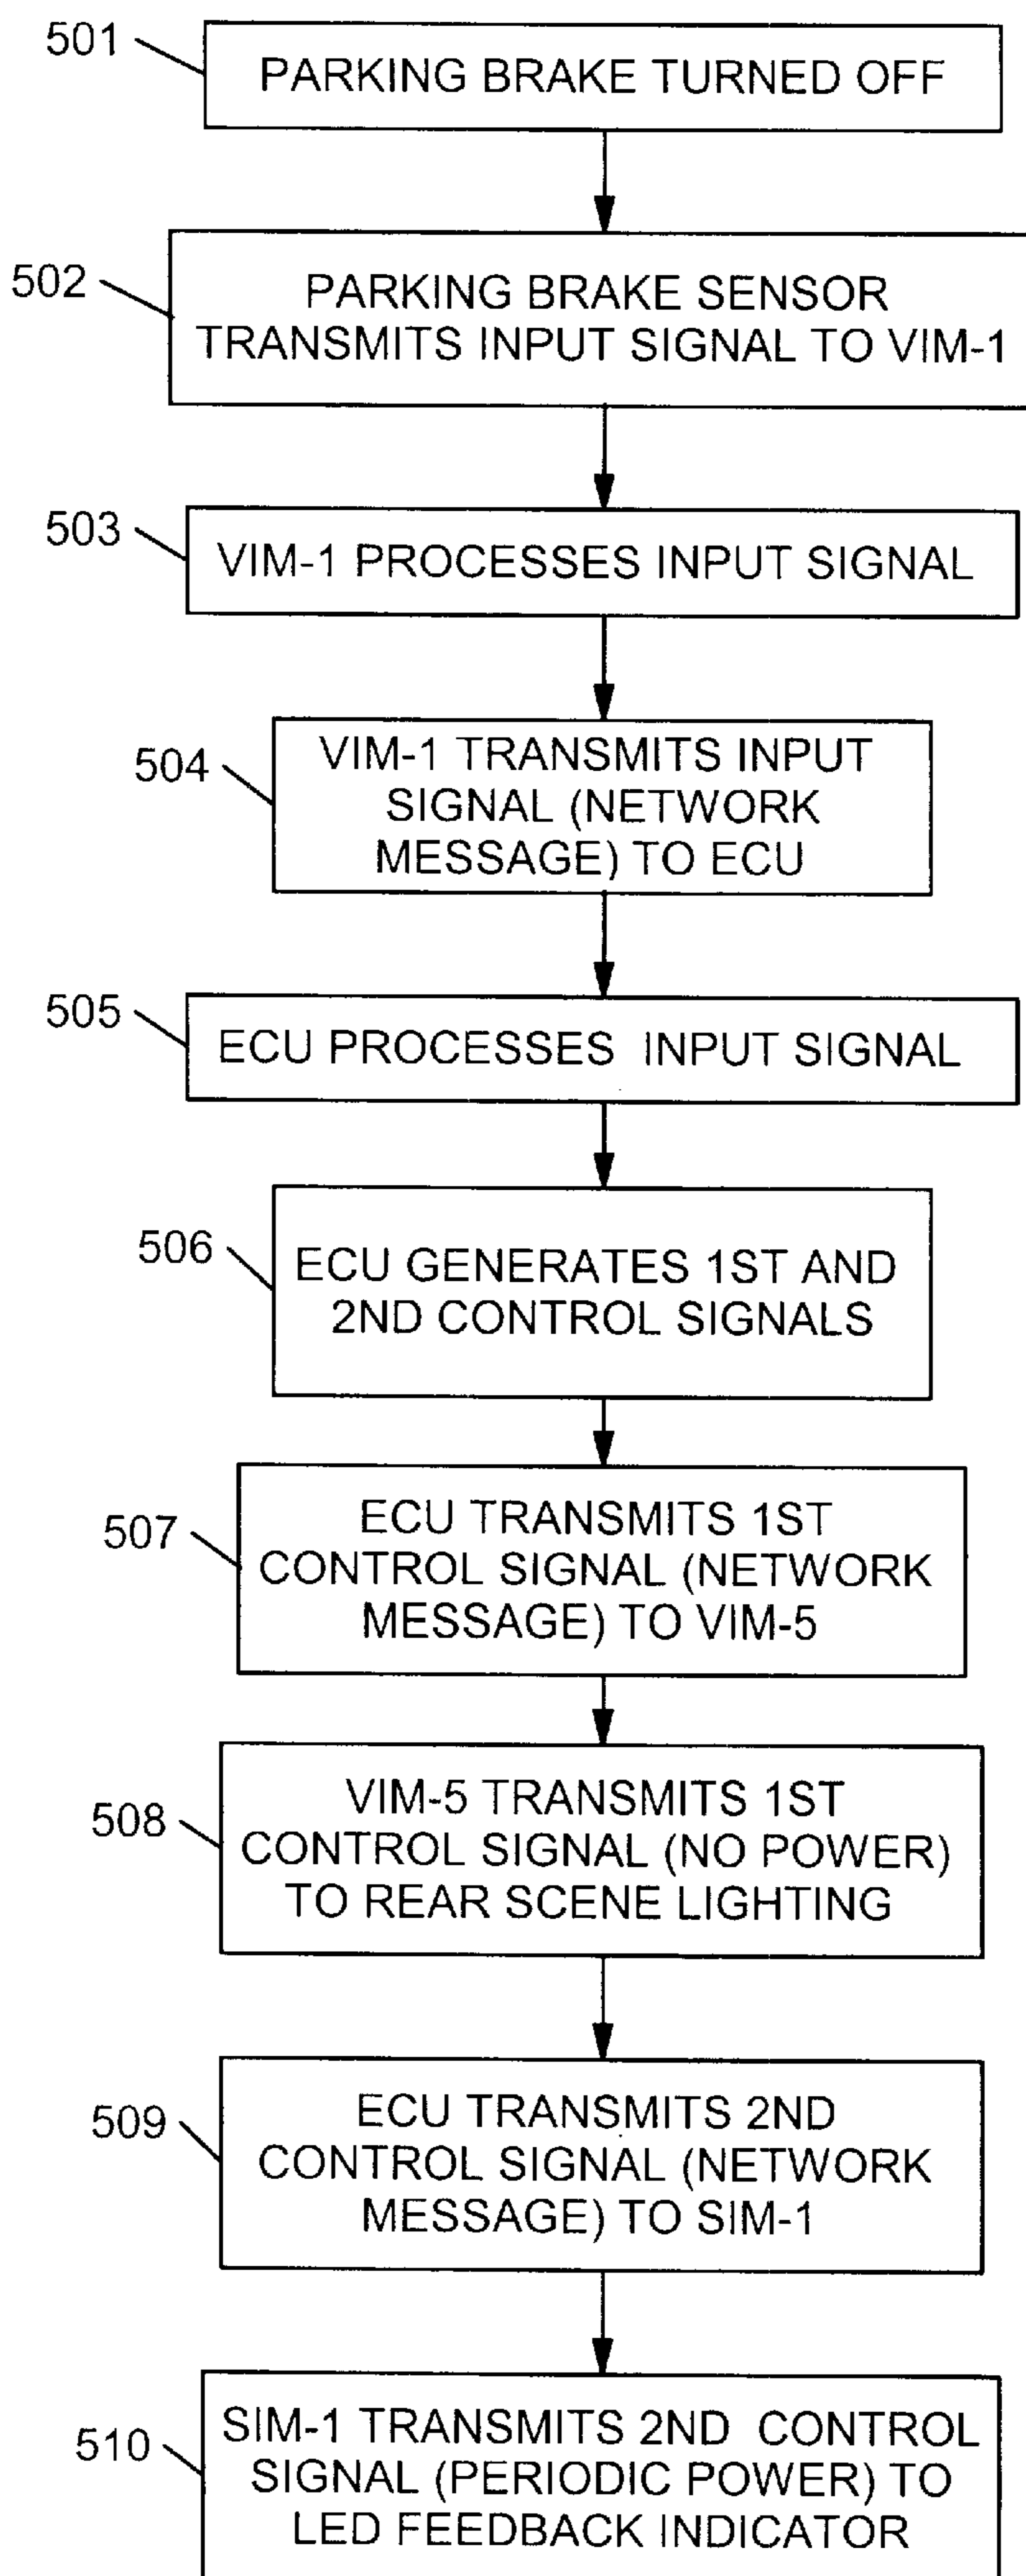 501
PARKING BRAKE TURNED OFF
502
PARKING BRAKE SENSOR
TRANSMITS INPUT SIGNAL TO VIM-1
503
VIM-1 PROCESSES INPUT SIGNAL
504
VIM-1 TRANSMITS INPUT
SIGNAL (NETWORK
MESSAGE) TO ECU
505
ECU PROCESSES INPUT SIGNAL
506
ECU GENERATES 1ST AND
2ND CONTROL SIGNALS
507
ECU TRANSMITS 1ST
CONTROL SIGNAL (NETWORK
MESSAGE) TO VIM-5
508
VIM-5 TRANSMITS 1ST
CONTROL SIGNAL (NO POWER)
TO REAR SCENE LIGHTING
509
ECU TRANSMITS 2ND
CONTROL SIGNAL (NETWORK
MESSAGE) TO SIM-1
510
SIM-1 TRANSMITS 2ND CONTROL
SIGNAL (PERIODIC POWER) TO
LED FEEDBACK INDICATOR